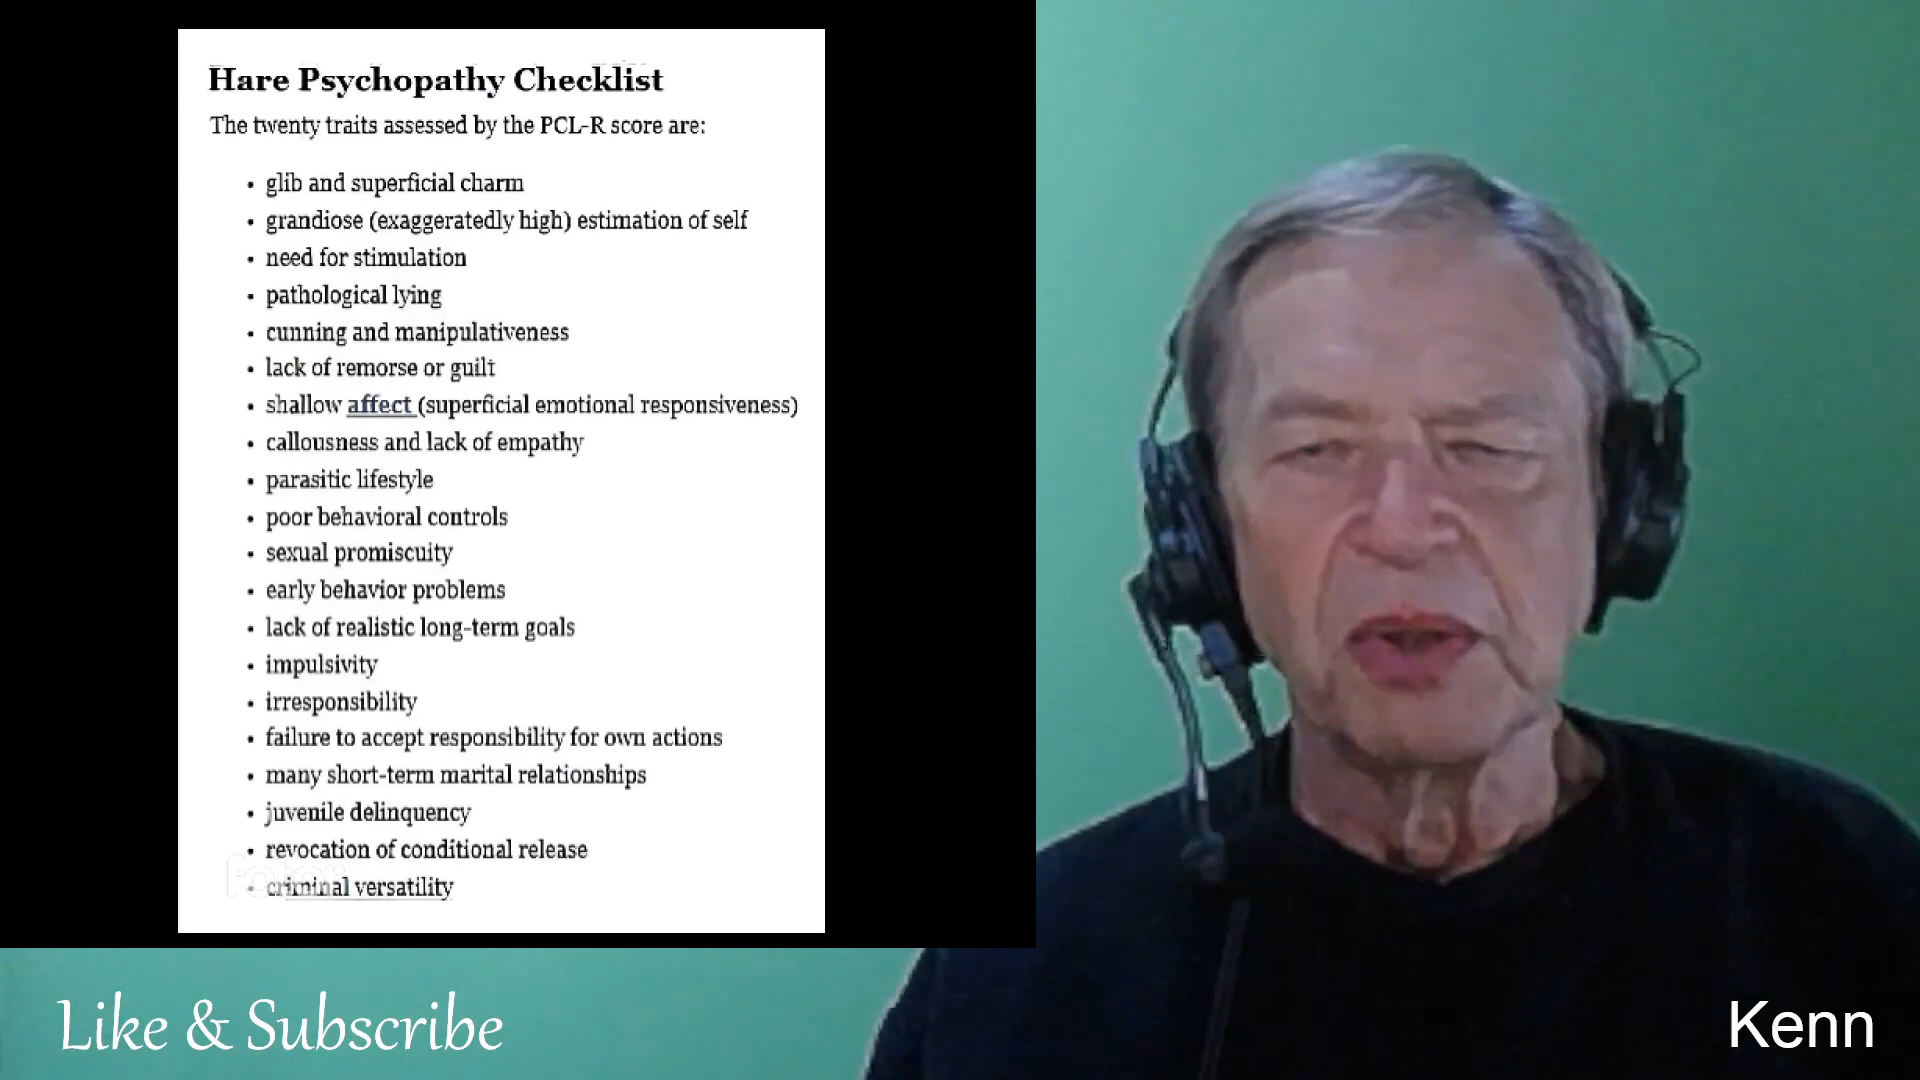 Hare Psychopathy Checklist
The twenty traits assessed by the PCL-R score are:
• glib and superficial charm
• grandiose (exaggeratedly high) estimation of self
• need for stimulation
• pathological lying
• cunning and manipulativeness
• lack of remorse or guilt
• shallow affect (superficial emotional responsiveness)
• callousness and lack of empathy
• parasitic lifestyle
• poor behavioral controls
• sexual promiscuity
• early behavior problems
• lack of realistic long-term goals
• impulsivity
• irresponsibility
• failure to accept responsibility for own actions
• many short-term marital relationships
• juvenile delinquency
• revocation of conditional release
• criminal versatility
Like & Subscribe
Kenn